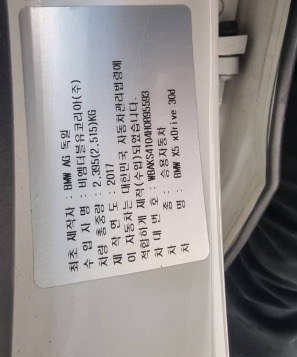 최초 제작자 : BMW AG 독일
수 입 자 명 : 비엠더블유코리아(주)
차량 총중량 : 2.395(2.515)KG
제 작 연 도 : 2017
이 자동차는 대한민국 자동차관리법령에
적합하게 제작(수입)되었습니다.
차 대 번 호 : WBAKS4104H0R95593
차 종 : 승용자동차
차 명 : BMW X5 xDrive 30d